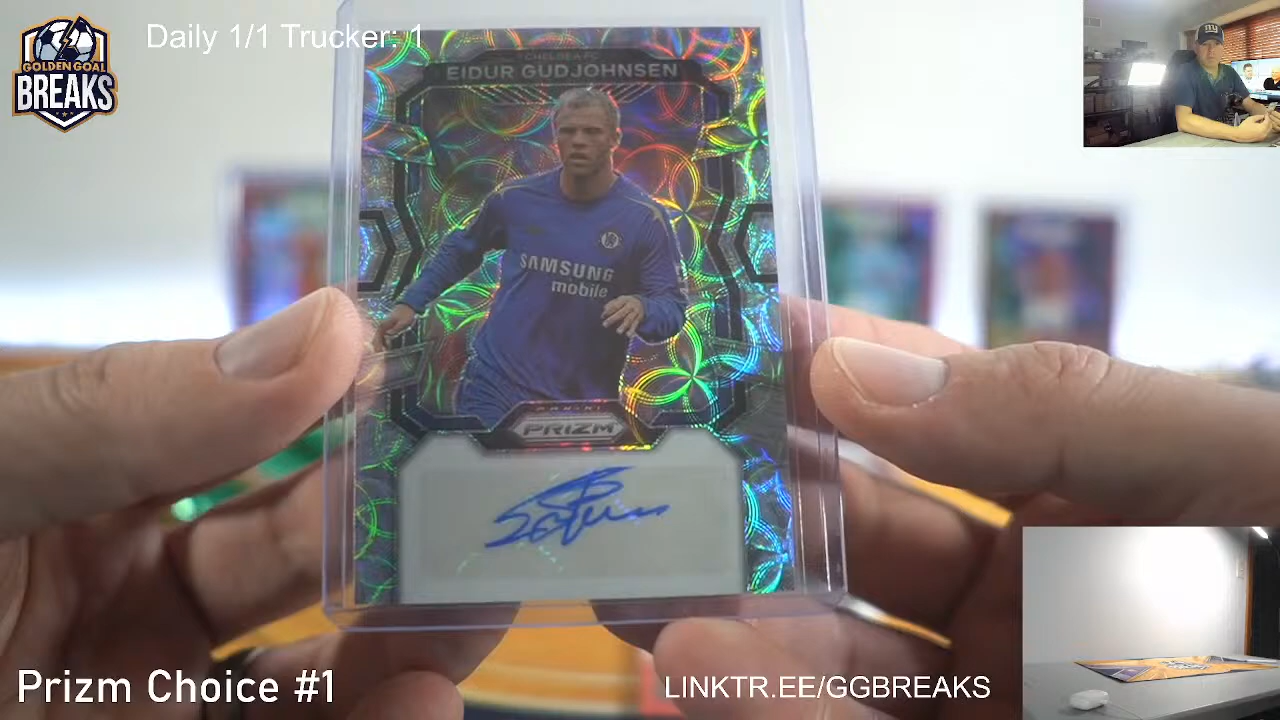 Daily 1/1 Trucker: 1
GOLDEN GOAL
BREAKS
CHELSEA FC
EIDUR GUDJOHNSEN
SAMSUNG
mobile
PANINI
PRIZM
Prizm Choice #1
LINKTR.EE/GGBREAKS